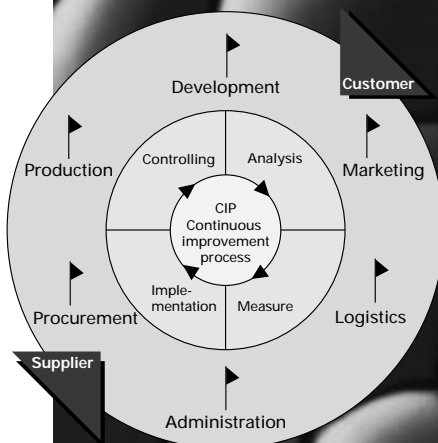 Development
Customer
Production
Controlling
Analysis
Marketing
CIP
Continuous
improvement
process
Procurement
Imple-
mentation
Measure
Logistics
Supplier
Administration